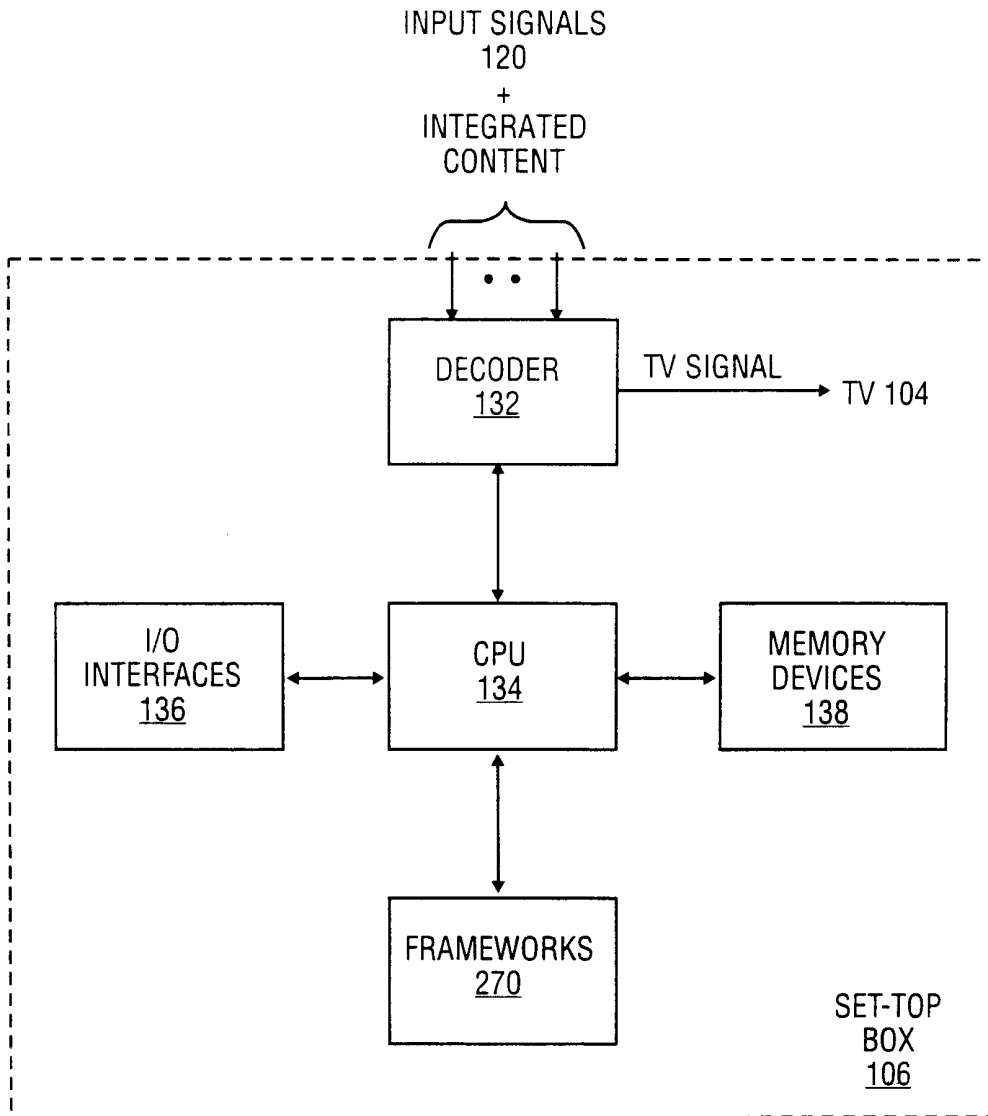 INPUT SIGNALS
120
+
INTEGRATED
CONTENT
DECODER
132
TV SIGNAL
TV 104
I/O
INTERFACES
136
CPU
134
MEMORY
DEVICES
138
FRAMEWORKS
270
SET-TOP
BOX
106